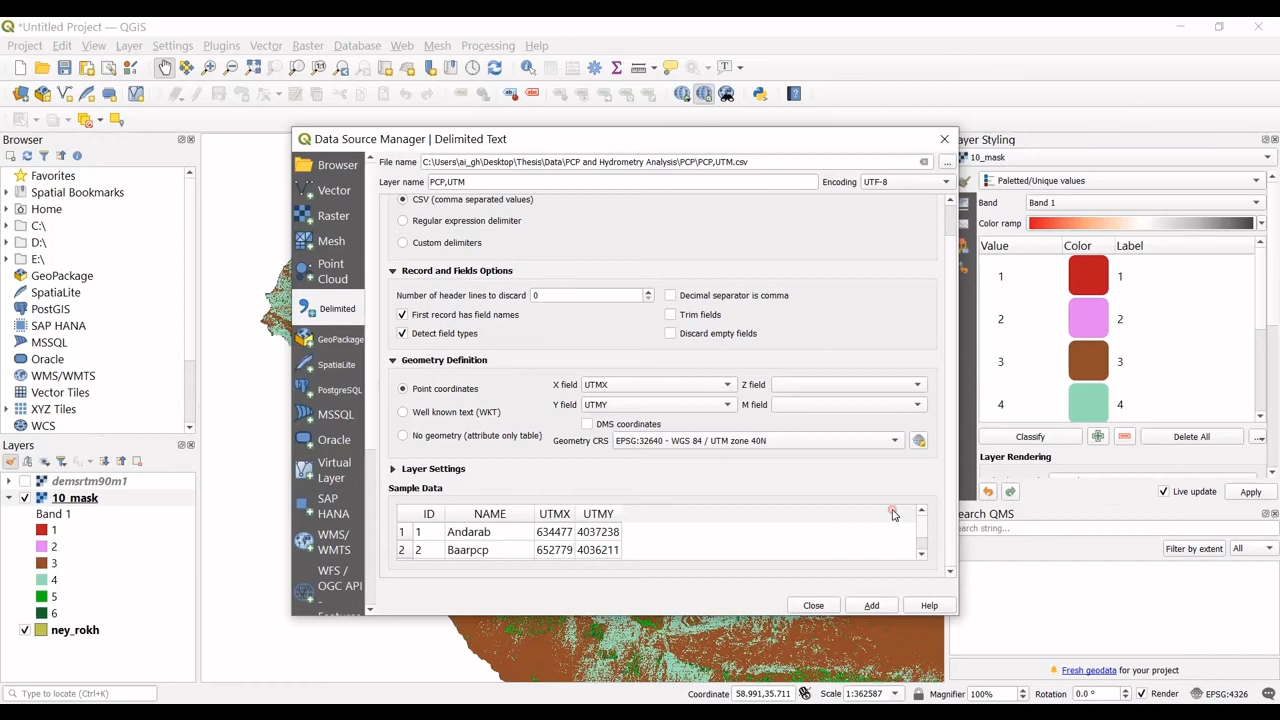 *Untitled Project — QGIS
Project Edit View Layer Settings Plugins Vector Raster Database Web Mesh Processing Help
Browser
Favorites
Spatial Bookmarks
Home
C:\
D:\
E:\
GeoPackage
SpatiaLite
PostGIS
SAP HANA
MSSQL
Oracle
WMS/WMTS
Vector Tiles
XYZ Tiles
WCS
Layers
demsrtm90m1
10_mask
Band 1
1
2
3
4
5
6
ney_rokh
Data Source Manager | Delimited Text
Browser
Vector
Raster
Mesh
Point
Cloud
Delimited
GeoPackage
SpatiaLite
PostgreSQL
MSSQL
Oracle
Virtual
Layer
SAP
HANA
WMS/
WMTS
WFS /
OGC API
File name C:\Users\ai_gh\Desktop\Thesis\Data\PCP and Hydrometry Analysis\PCP\PCP,UTM.csv ...
Layer name PCP,UTM Encoding UTF-8
CSV (comma separated values)
Regular expression delimiter
Custom delimiters
Record and Fields Options
Number of header lines to discard 0 Decimal separator is comma
First record has field names Trim fields
Detect field types Discard empty fields
Geometry Definition
Point coordinates X field UTMX Z field
Y field UTMY M field
Well known text (WKT)
DMS coordinates
No geometry (attribute only table) Geometry CRS EPSG:32640 - WGS 84 / UTM zone 40N
Layer Settings
Sample Data
ID NAME UTMX UTMY
1 1 Andarab 634477 4037238
2 2 Baarpcp 652779 4036211
Close Add Help
ayer Styling
10_mask
Paletted/Unique values
Band Band 1
Color ramp
Value Color Label
1 1
2 2
3 3
4 4
Classify Delete All ...
Layer Rendering
Live update Apply
earch QMS
earch string...
Filter by extent All
Fresh geodata for your project
Type to locate (Ctrl+K) Coordinate 58.991,35.711 Scale 1:362587 Magnifier 100% Rotation 0.0 ° Render EPSG:4326